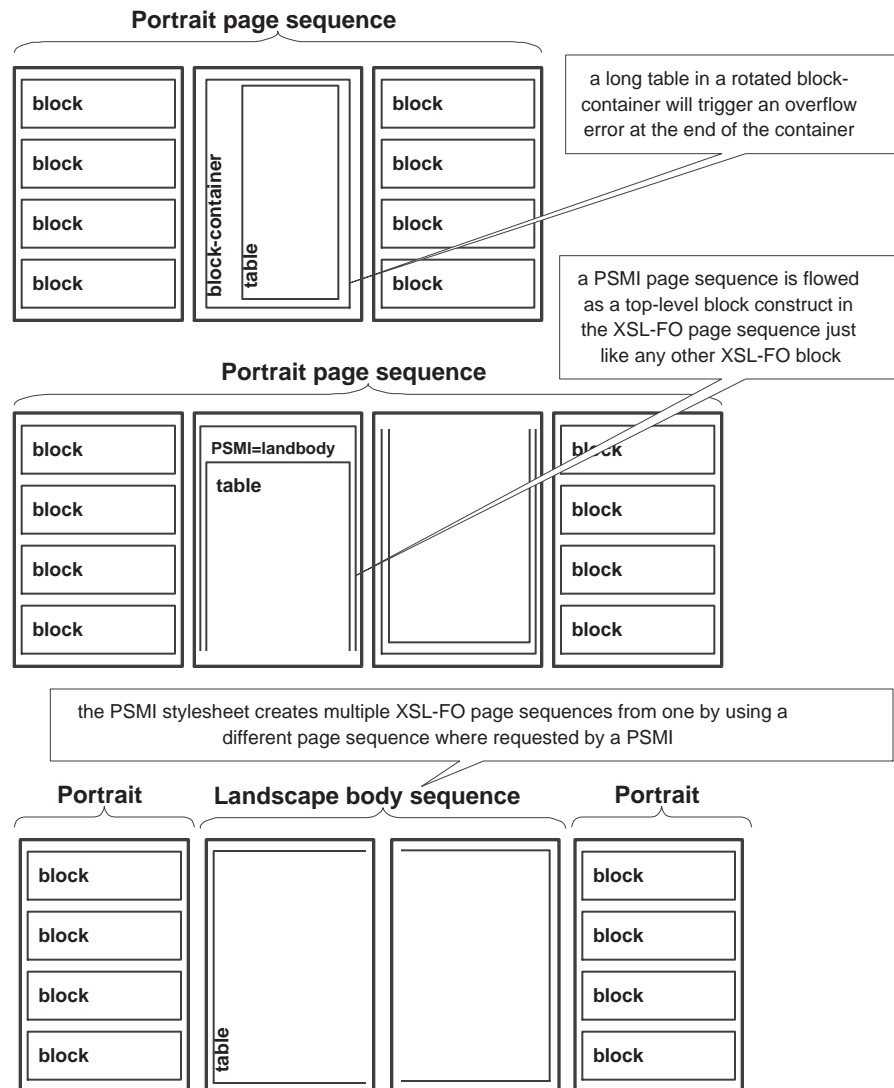 Portrait page sequence
block
block
block
block
block-container
table
block
block
block
block
a long table in a rotated block-
container will trigger an overflow
error at the end of the container
a PSMI page sequence is flowed
as a top-level block construct in
the XSL-FO page sequence just
like any other XSL-FO block
Portrait page sequence
block
block
block
block
PSMI=landbody
table
block
block
block
block
the PSMI stylesheet creates multiple XSL-FO page sequences from one by using a
different page sequence where requested by a PSMI
Portrait
Landscape body sequence
Portrait
block
block
block
block
table
block
block
block
block